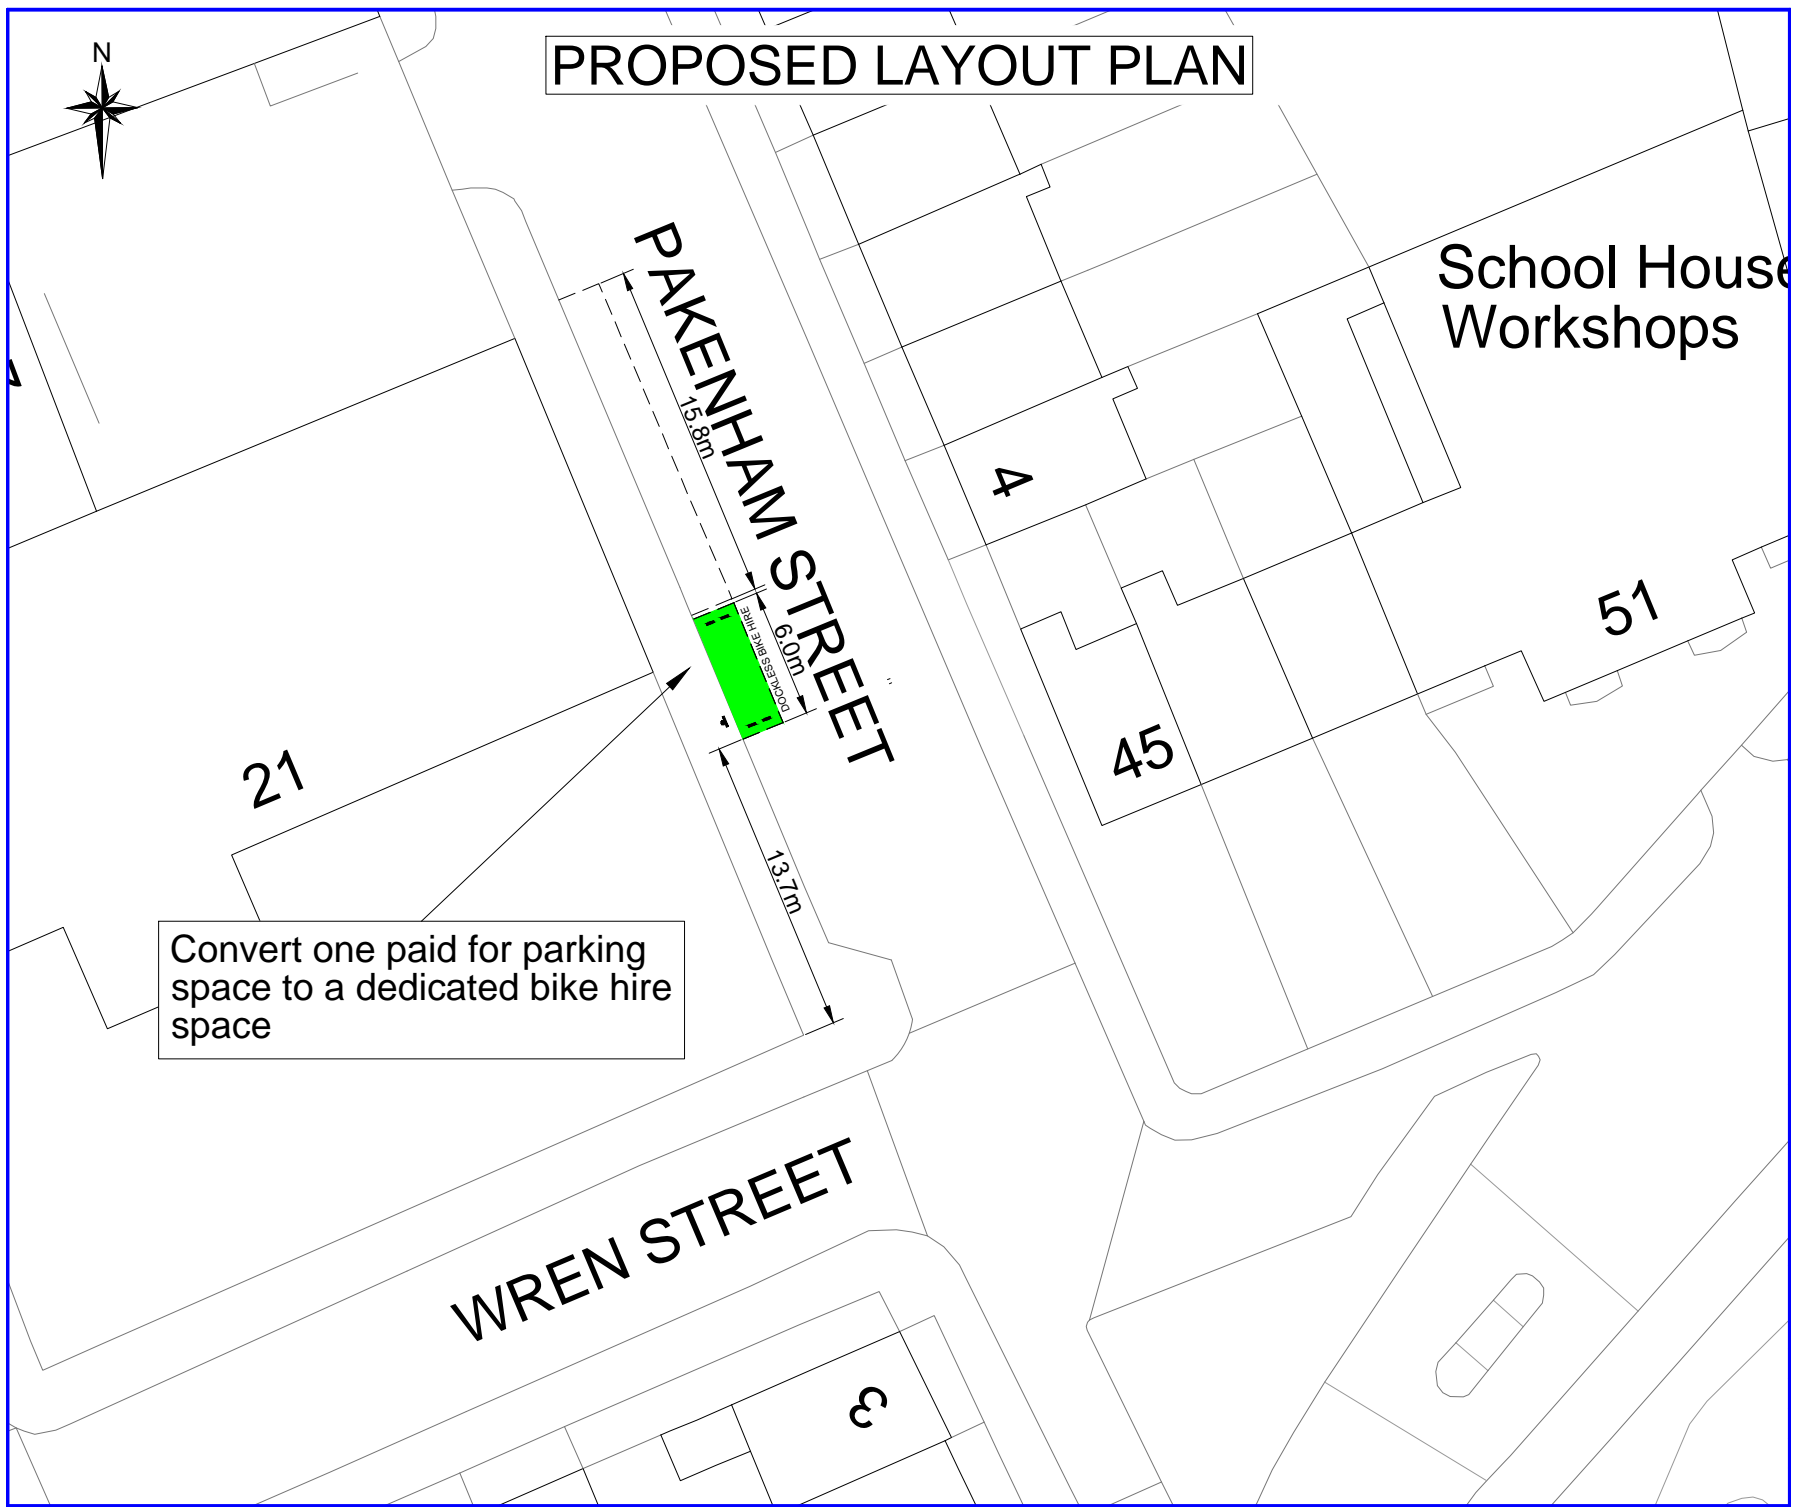 N
PROPOSED LAYOUT PLAN
PAKENHAM STREET
School House
Workshops
15.8m
4
DOCKLESS BIKE HIRE
6.0m
51
45
21
13.7m
Convert one paid for parking
space to a dedicated bike hire
space
WREN STREET
3